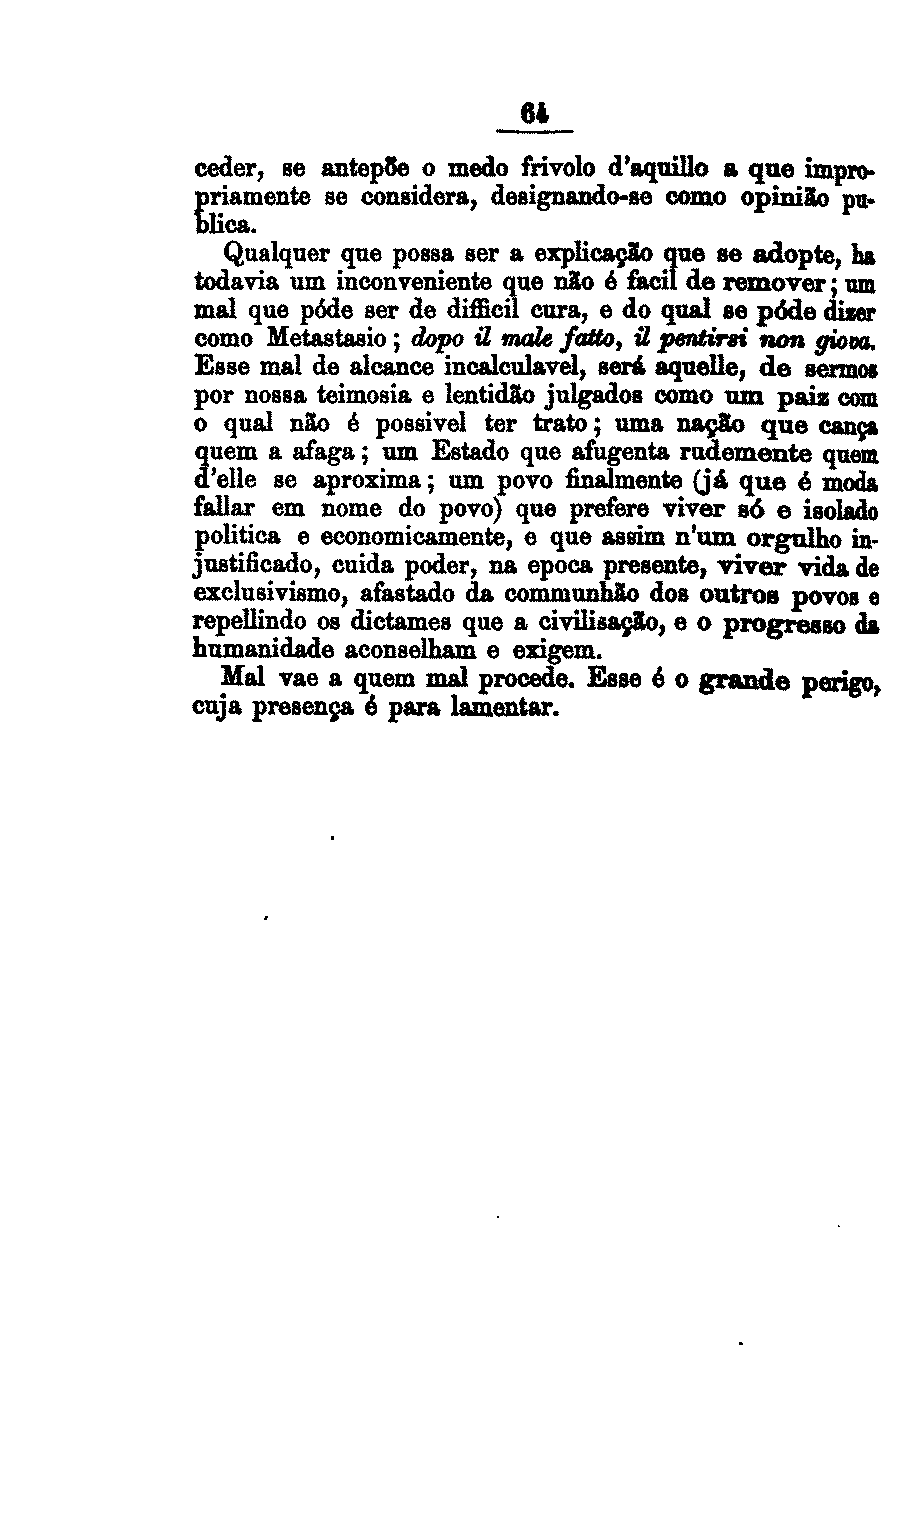 64
ceder, se antepõe o medo frivolo d'aquillo a que impro-
priamente se considera, designando-se como opinião pu-
blica.
Qualquer que possa ser a explicação que se adopte, ha
todavia um inconveniente que não é facil de remover; um
mal que póde ser de difficil cura, e do qual se póde dizer
como Metastasio; dopo il male fatto, il pentirsi non giova.
Esse mal de alcance incalculavel, será aquelle, de sermos
por nossa teimosia e lentidão julgados como um paiz com
o qual não é possivel ter trato; uma nação que cança
quem a afaga; um Estado que afugenta rudemente quem
d'elle se aproxima; um povo finalmente (já que é moda
fallar em nome do povo) que prefere viver só e isolado
politica e economicamente, e que assim n'um orgulho in-
justificado, cuida poder, na epoca presente, viver vida de
exclusivismo, afastado da communhão dos outros povos e
repellindo os dictames que a civilisação, e o progresso da
humanidade aconselham e exigem.
Mal vae a quem mal procede. Esse é o grande perigo,
cuja presença é para lamentar.